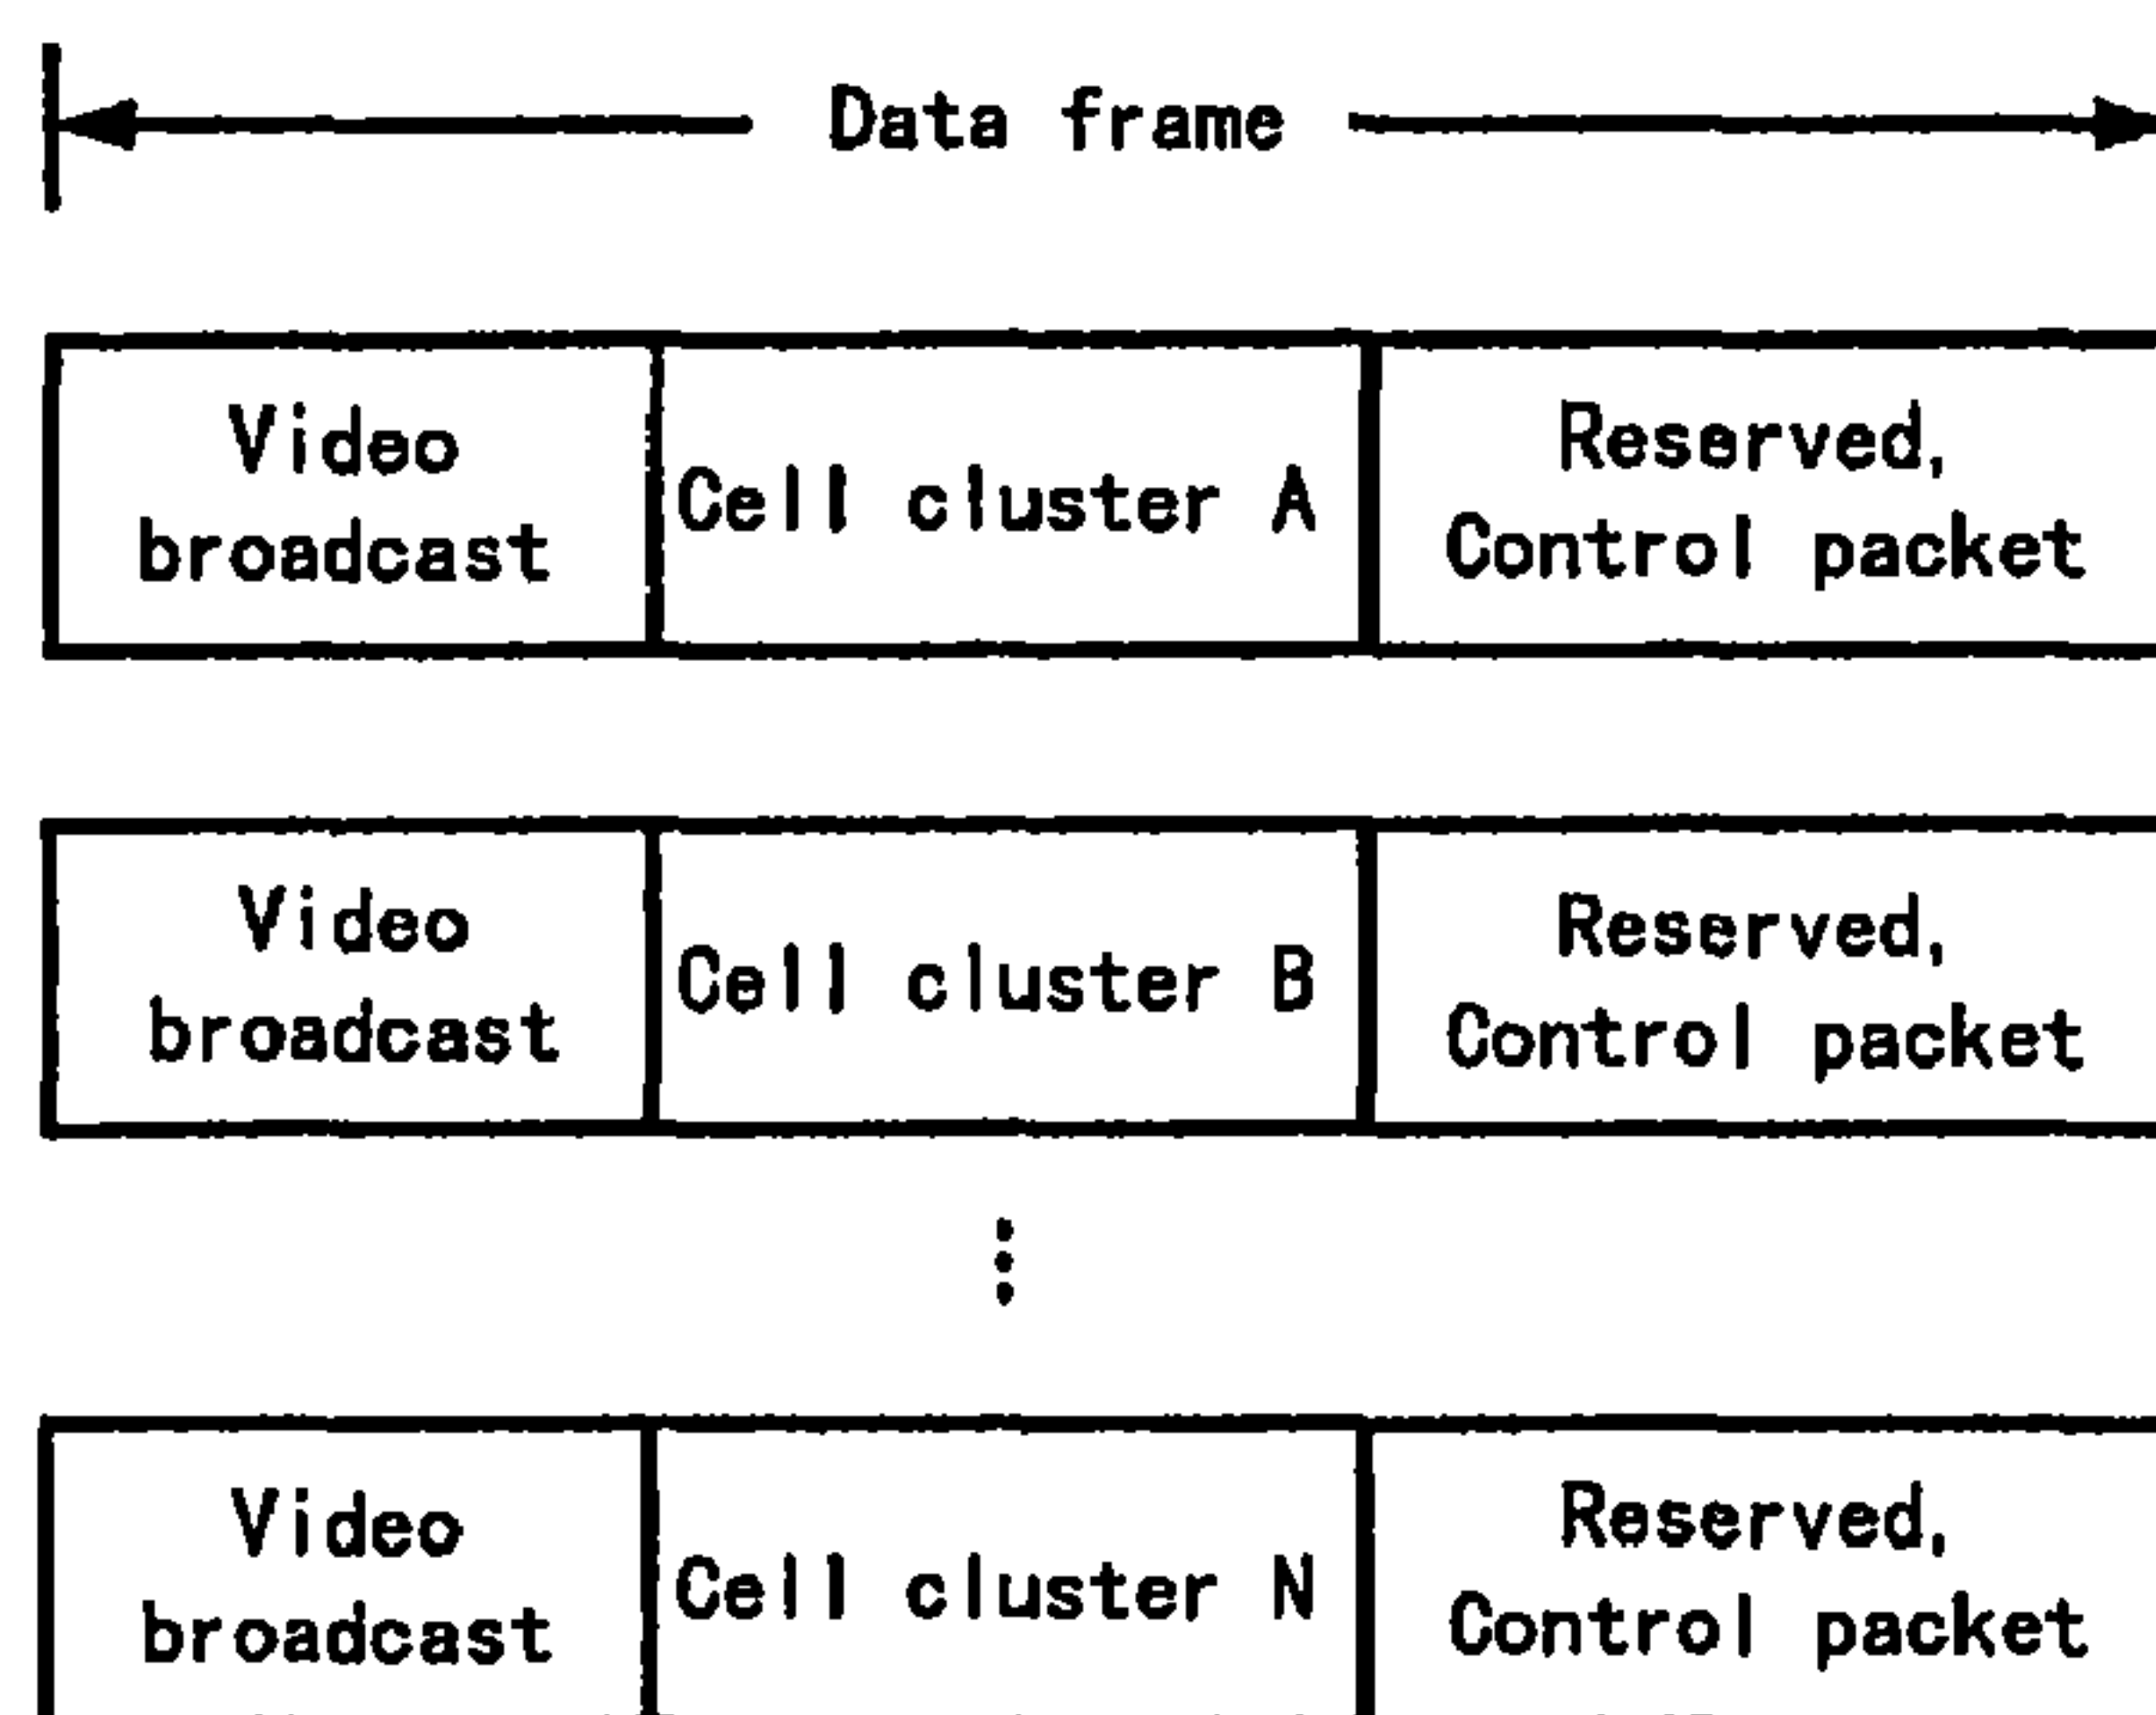 Data frame
Video
broadcast
Cell cluster A
Reserved,
Control packet
Video
broadcast
Cell cluster B
Reserved,
Control packet
Video
broadcast
Cell cluster N
Reserved,
Control packet